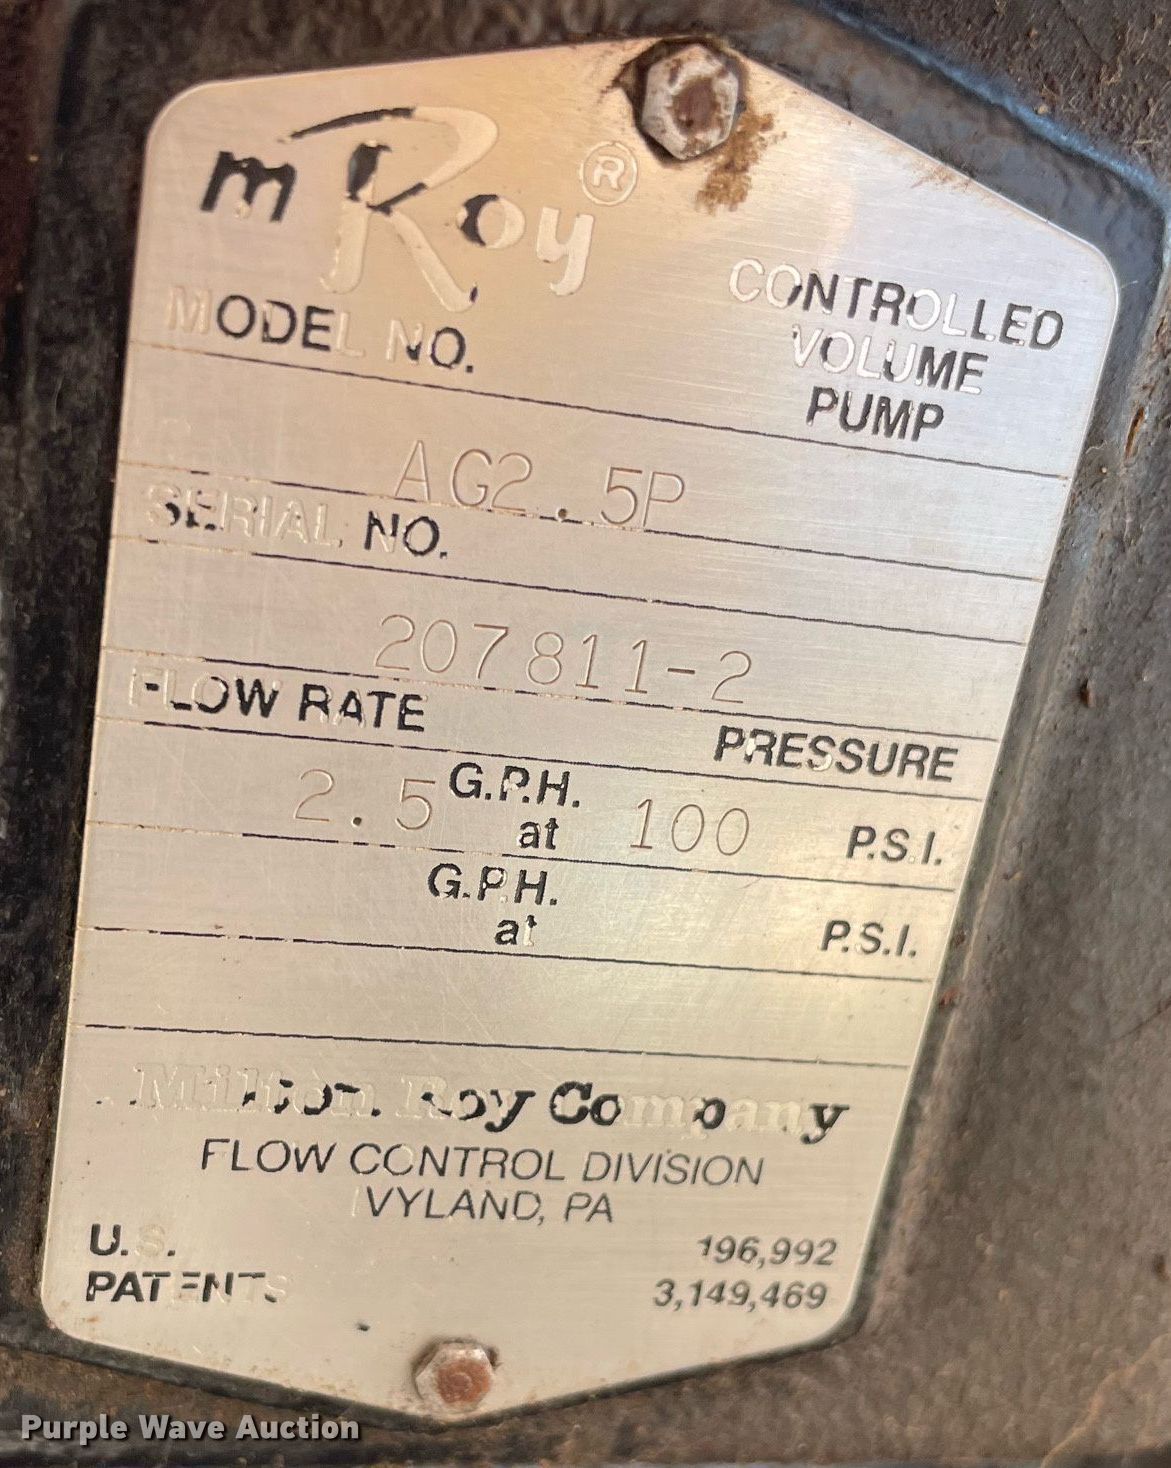 mRoy®
CONTROLLED
VOLUME
PUMP
MODEL NO.
AG2.5P
SERIAL NO.
207811-2
FLOW RATE PRESSURE
2.5 G.P.H. at 100 P.S.I.
G.P.H. at P.S.I.
Milton Roy Company
FLOW CONTROL DIVISION
IVYLAND, PA
U.S. 196,992
PATENTS 3,149,469
Purple Wave Auction